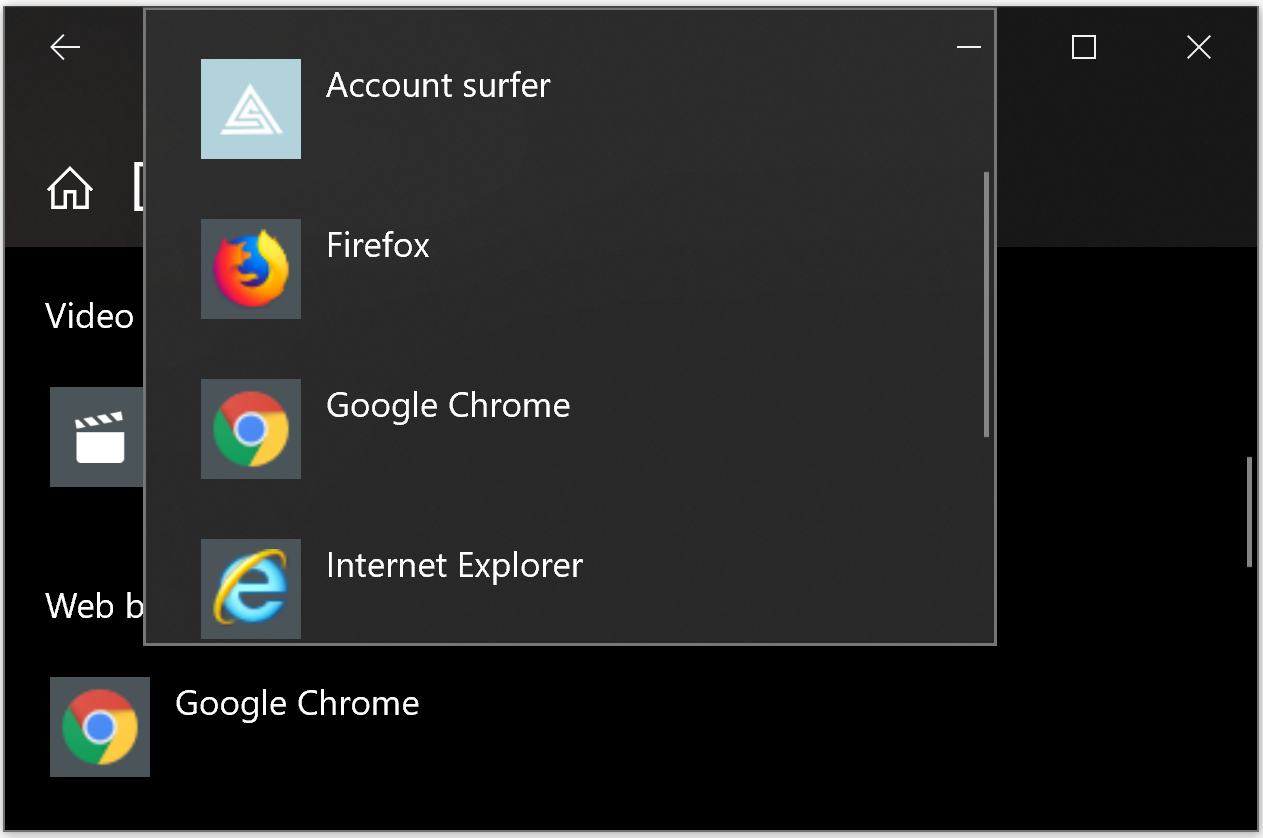 Account surfer
Firefox
Video
Google Chrome
Internet Explorer
Web b
Google Chrome